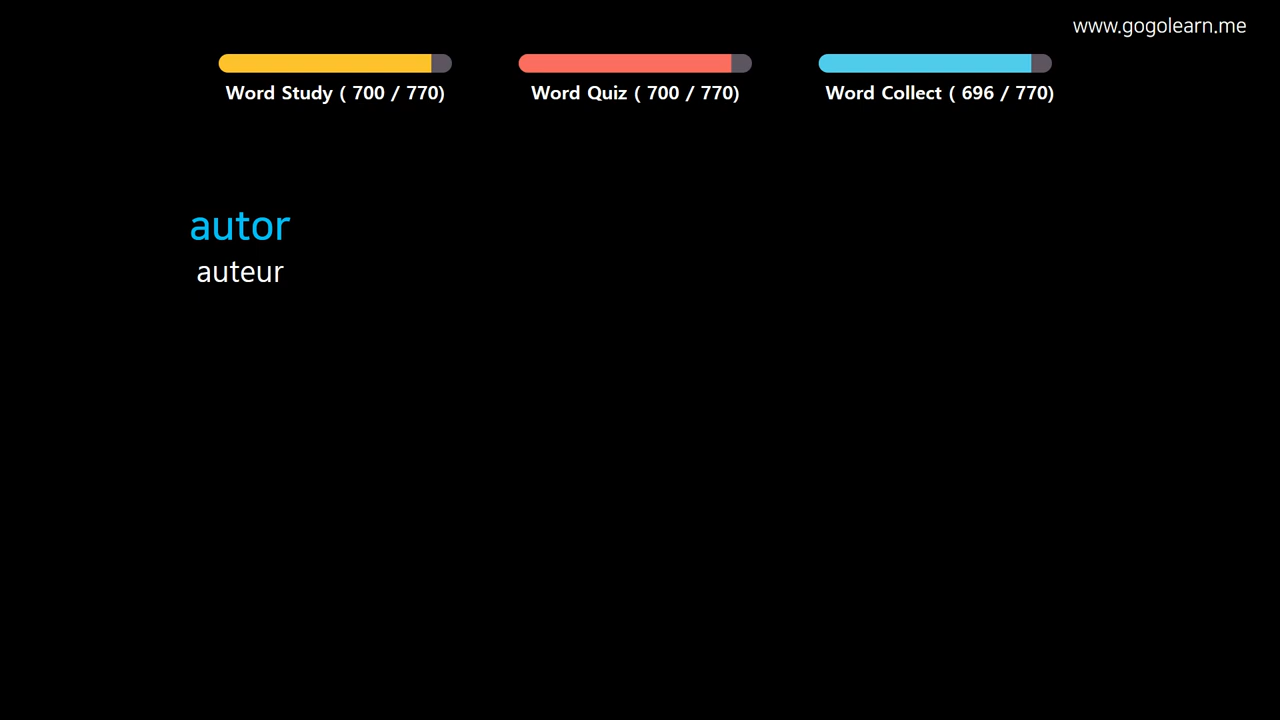 www.gogolearn.me
Word Study ( 700 / 770)
Word Quiz ( 700 / 770)
Word Collect ( 696 / 770)
autor
auteur